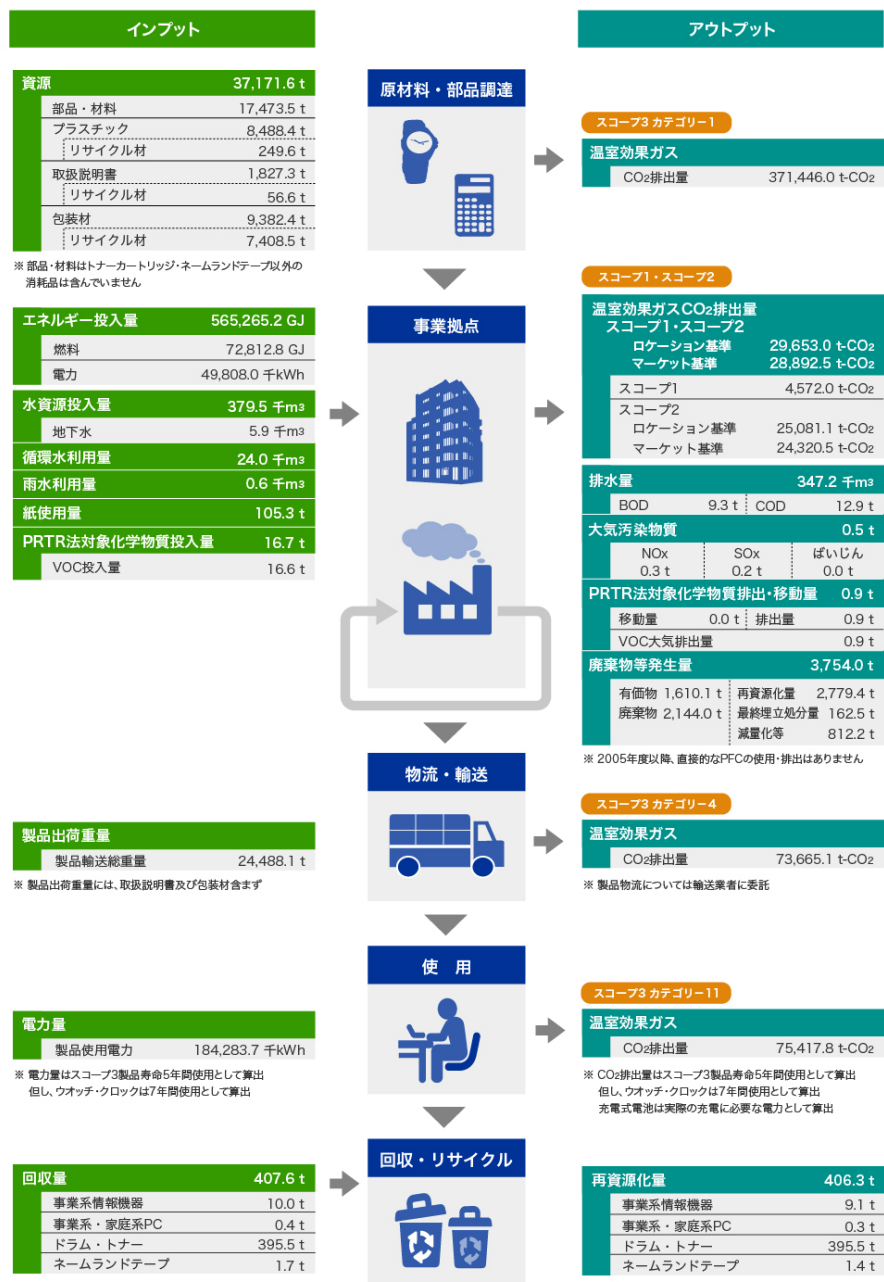 インプット
アウトプット
資源 37,171.6 t
部品・材料 17,473.5 t
プラスチック 8,488.4 t
リサイクル材 249.6 t
取扱説明書 1,827.3 t
リサイクル材 56.6 t
包装材 9,382.4 t
リサイクル材 7,408.5 t
※ 部品・材料はトナーカートリッジ・ネームランドテープ以外の
消耗品は含んでいません
原材料・部品調達
スコープ3 カテゴリー1
温室効果ガス
CO2排出量 371,446.0 t-CO2
エネルギー投入量 565,265.2 GJ
燃料 72,812.8 GJ
電力 49,808.0 千kWh
水資源投入量 379.5 千m3
地下水 5.9 千m3
循環水利用量 24.0 千m3
雨水利用量 0.6 千m3
紙使用量 105.3 t
PRTR法対象化学物質投入量 16.7 t
VOC投入量 16.6 t
事業拠点
スコープ1・スコープ2
温室効果ガスCO2排出量
スコープ1・スコープ2
ロケーション基準 29,653.0 t-CO2
マーケット基準 28,892.5 t-CO2
スコープ1 4,572.0 t-CO2
スコープ2
ロケーション基準 25,081.1 t-CO2
マーケット基準 24,320.5 t-CO2
排水量 347.2 千m3
BOD 9.3 t COD 12.9 t
大気汚染物質 0.5 t
NOx SOx ばいじん
0.3 t 0.2 t 0.0 t
PRTR法対象化学物質排出・移動量 0.9 t
移動量 0.0 t 排出量 0.9 t
VOC大気排出量 0.9 t
廃棄物等発生量 3,754.0 t
有価物 1,610.1 t 再資源化量 2,779.4 t
廃棄物 2,144.0 t 最終埋立処分量 162.5 t
減量化等 812.2 t
※ 2005年度以降、直接的なPFCの使用・排出はありません
物流・輸送
製品出荷重量
製品輸送総重量 24,488.1 t
※ 製品出荷重量には、取扱説明書及び包装材含まず
スコープ3 カテゴリー4
温室効果ガス
CO2排出量 73,665.1 t-CO2
※ 製品物流については輸送業者に委託
使 用
電力量
製品使用電力 184,283.7 千kWh
※ 電力量はスコープ3製品寿命5年間使用として算出
但し、ウオッチ・クロックは7年間使用として算出
スコープ3 カテゴリー11
温室効果ガス
CO2排出量 75,417.8 t-CO2
※ CO2排出量はスコープ3製品寿命5年間使用として算出
但し、ウオッチ・クロックは7年間使用として算出
充電式電池は実際の充電に必要な電力として算出
回収・リサイクル
回収量 407.6 t
事業系情報機器 10.0 t
事業系・家庭系PC 0.4 t
ドラム・トナー 395.5 t
ネームランドテープ 1.7 t
再資源化量 406.3 t
事業系情報機器 9.1 t
事業系・家庭系PC 0.3 t
ドラム・トナー 395.5 t
ネームランドテープ 1.4 t